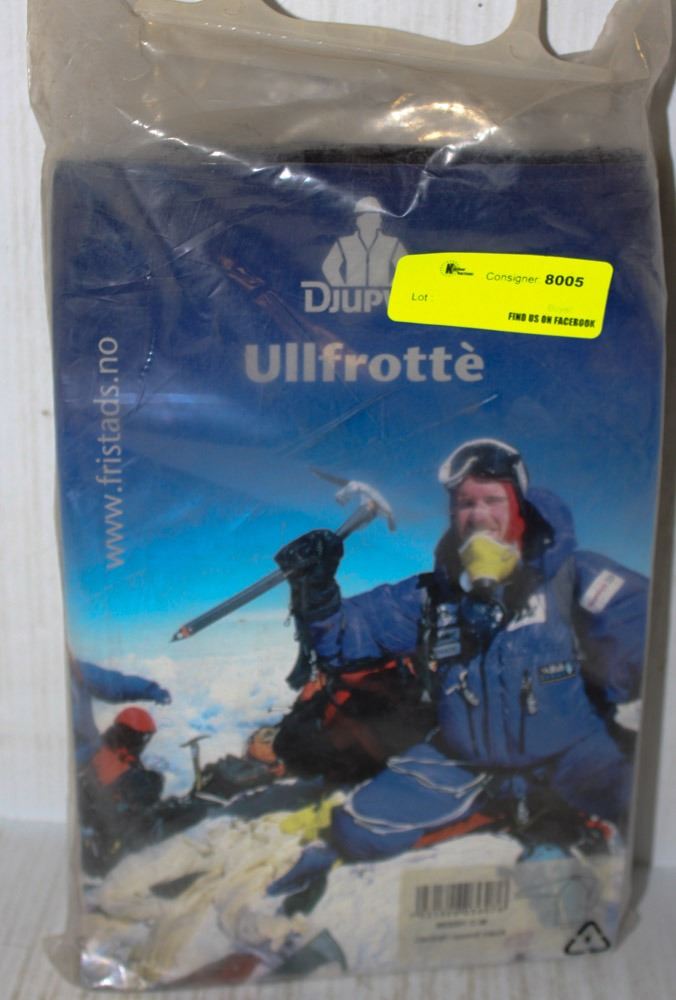 DJUPV
Consigner 8005
Lot :
FIND US ON FACEBOOK
Ullfrottè
www.fristads.no